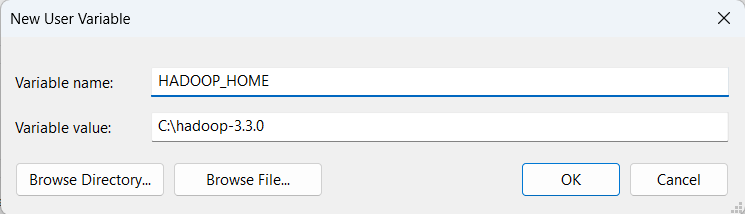 New User Variable
Variable name: HADOOP_HOME
Variable value: C:\hadoop-3.3.0
Browse Directory... Browse File... OK Cancel